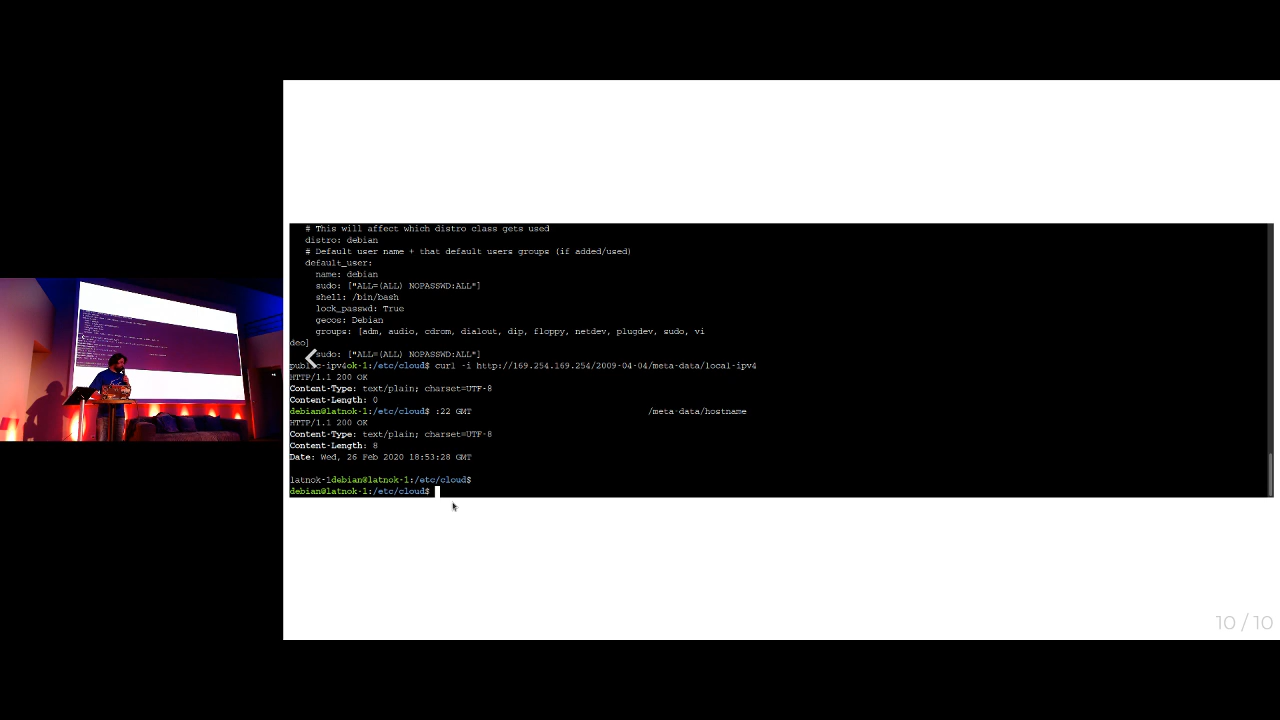 # This will affect which distro class gets used
distro: debian
# Default user name + that default users groups (if added/used)
default_user:
name: debian
sudo: ["ALL=(ALL) NOPASSWD:ALL"]
shell: /bin/bash
lock_passwd: True
gecos: Debian
groups: [adm, audio, cdrom, dialout, dip, floppy, netdev, plugdev, sudo, vi
deo]
sudo: ["ALL=(ALL) NOPASSWD:ALL"]
public-ipv4ok-1:/etc/cloud$ curl -i http://169.254.169.254/2009-04-04/meta-data/local-ipv4
HTTP/1.1 200 OK
Content-Type: text/plain; charset=UTF-8
Content-Length: 0
debian@latnok-1:/etc/cloud$ :22 GMT /meta-data/hostname
HTTP/1.1 200 OK
Content-Type: text/plain; charset=UTF-8
Content-Length: 8
Date: Wed, 26 Feb 2020 18:53:28 GMT
latnok-1debian@latnok-1:/etc/cloud$
debian@latnok-1:/etc/cloud$
10 / 10